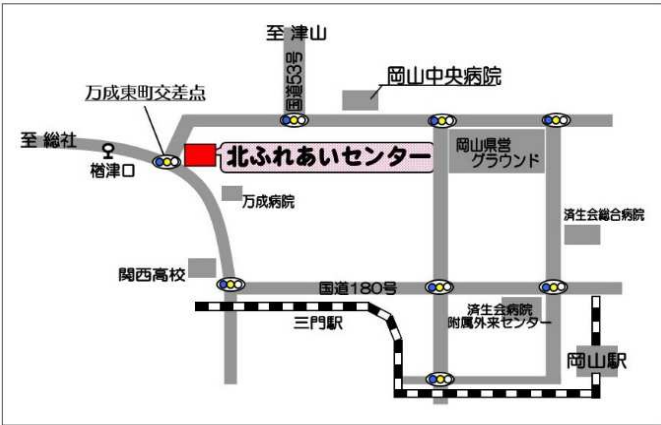 至 津山
国道53号
岡山中央病院
万成東町交差点
至 総社
楢津口
北ふれあいセンター
岡山県営
グラウンド
万成病院
済生会総合病院
関西高校
国道180号
三門駅
済生会病院
附属外来センター
岡山駅